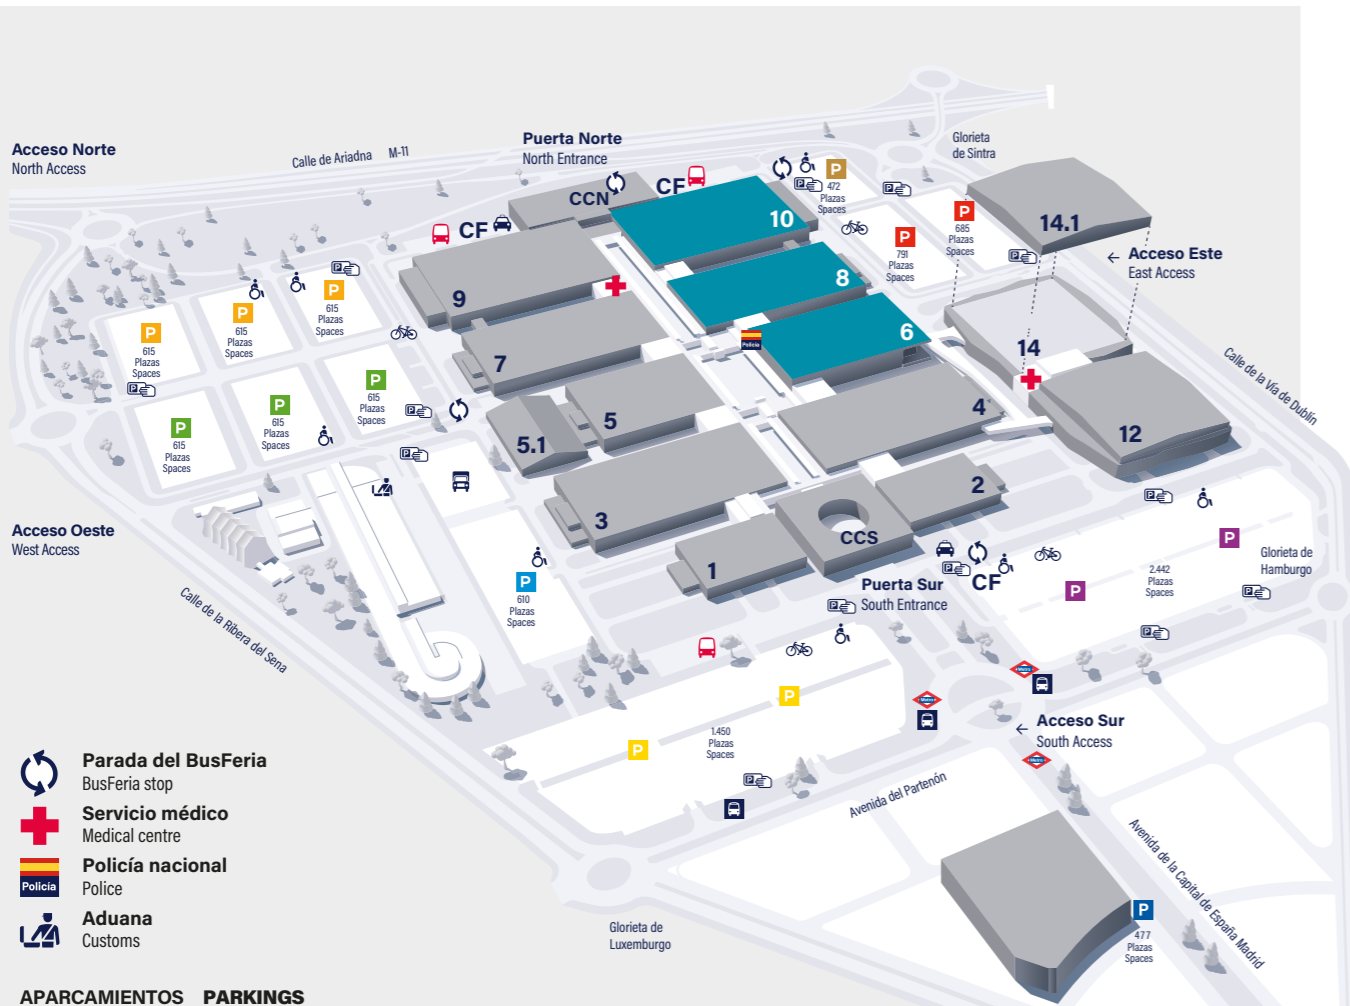 Acceso Norte
North Access
Calle de Ariadna M-11
Puerta Norte
North Entrance
Glorieta
de Sintra
CCN
CF
CF
P
472
Plazas
Spaces
10
P
791
Plazas
Spaces
P
685
Plazas
Spaces
14.1
Acceso Este
East Access
9
8
P
615
Plazas
Spaces
P
615
Plazas
Spaces
P
615
Plazas
Spaces
7
Policía
6
14
Calle de la Vía de Dublín
P
615
Plazas
Spaces
P
615
Plazas
Spaces
P
615
Plazas
Spaces
5
5.1
4
12
3
2
CCS
1
Acceso Oeste
West Access
Calle de la Ribera del Sena
P
610
Plazas
Spaces
Puerta Sur
South Entrance
CF
P
P
2.442
Plazas
Spaces
Glorieta de
Hamburgo
P
P
1.450
Plazas
Spaces
Metro
Metro
Metro
Acceso Sur
South Access
Avenida del Partenón
Avenida de la Capital de España Madrid
Glorieta de
Luxemburgo
P
477
Plazas
Spaces
Parada del BusFeria
BusFeria stop
Servicio médico
Medical centre
Policía
Policía nacional
Police
Aduana
Customs
APARCAMIENTOS PARKINGS